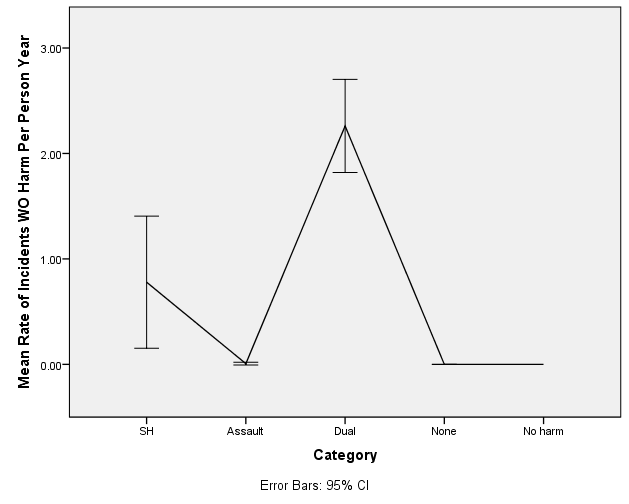 Mean Rate of Incidents WO Harm Per Person Year
3.00
2.00
1.00
0.00
SH Assault Dual None No harm
Category
Error Bars: 95% CI